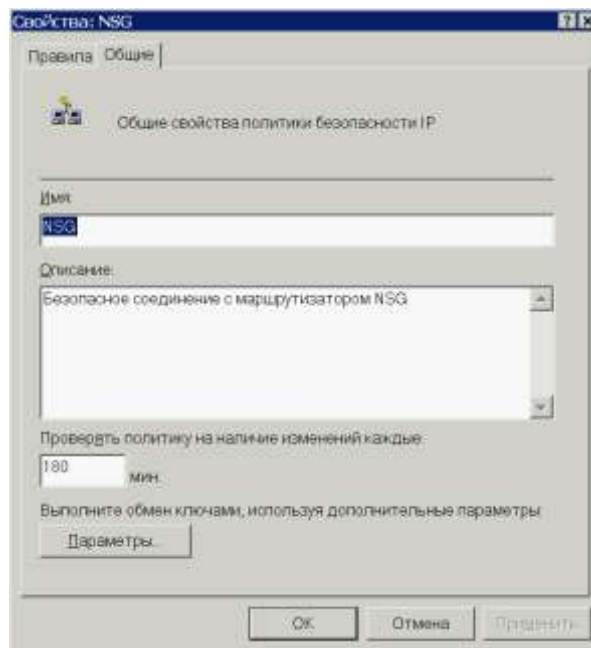 Свойства: NSG
Правила Общие
Общие свойства политики безопасности IP
Имя:
NSG
Описание:
Безопасное соединение с маршрутизатором NSG
Проверять политику на наличие изменений каждые:
180 мин.
Выполните обмен ключами, используя дополнительные параметры:
Параметры...
OK Отмена Применить